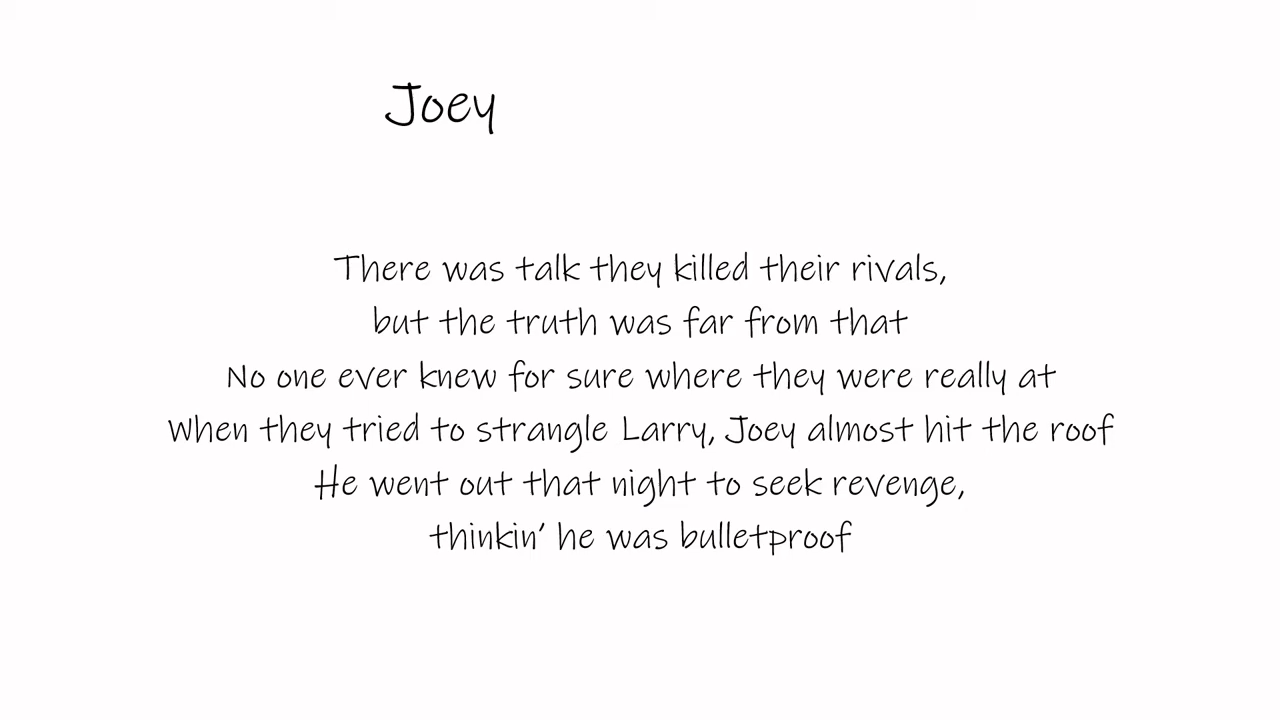 Joey
There was talk they killed their rivals,
but the truth was far from that
No one ever knew for sure where they were really at
When they tried to strangle Larry, Joey almost hit the roof
He went out that night to seek revenge,
thinkin' he was bulletproof